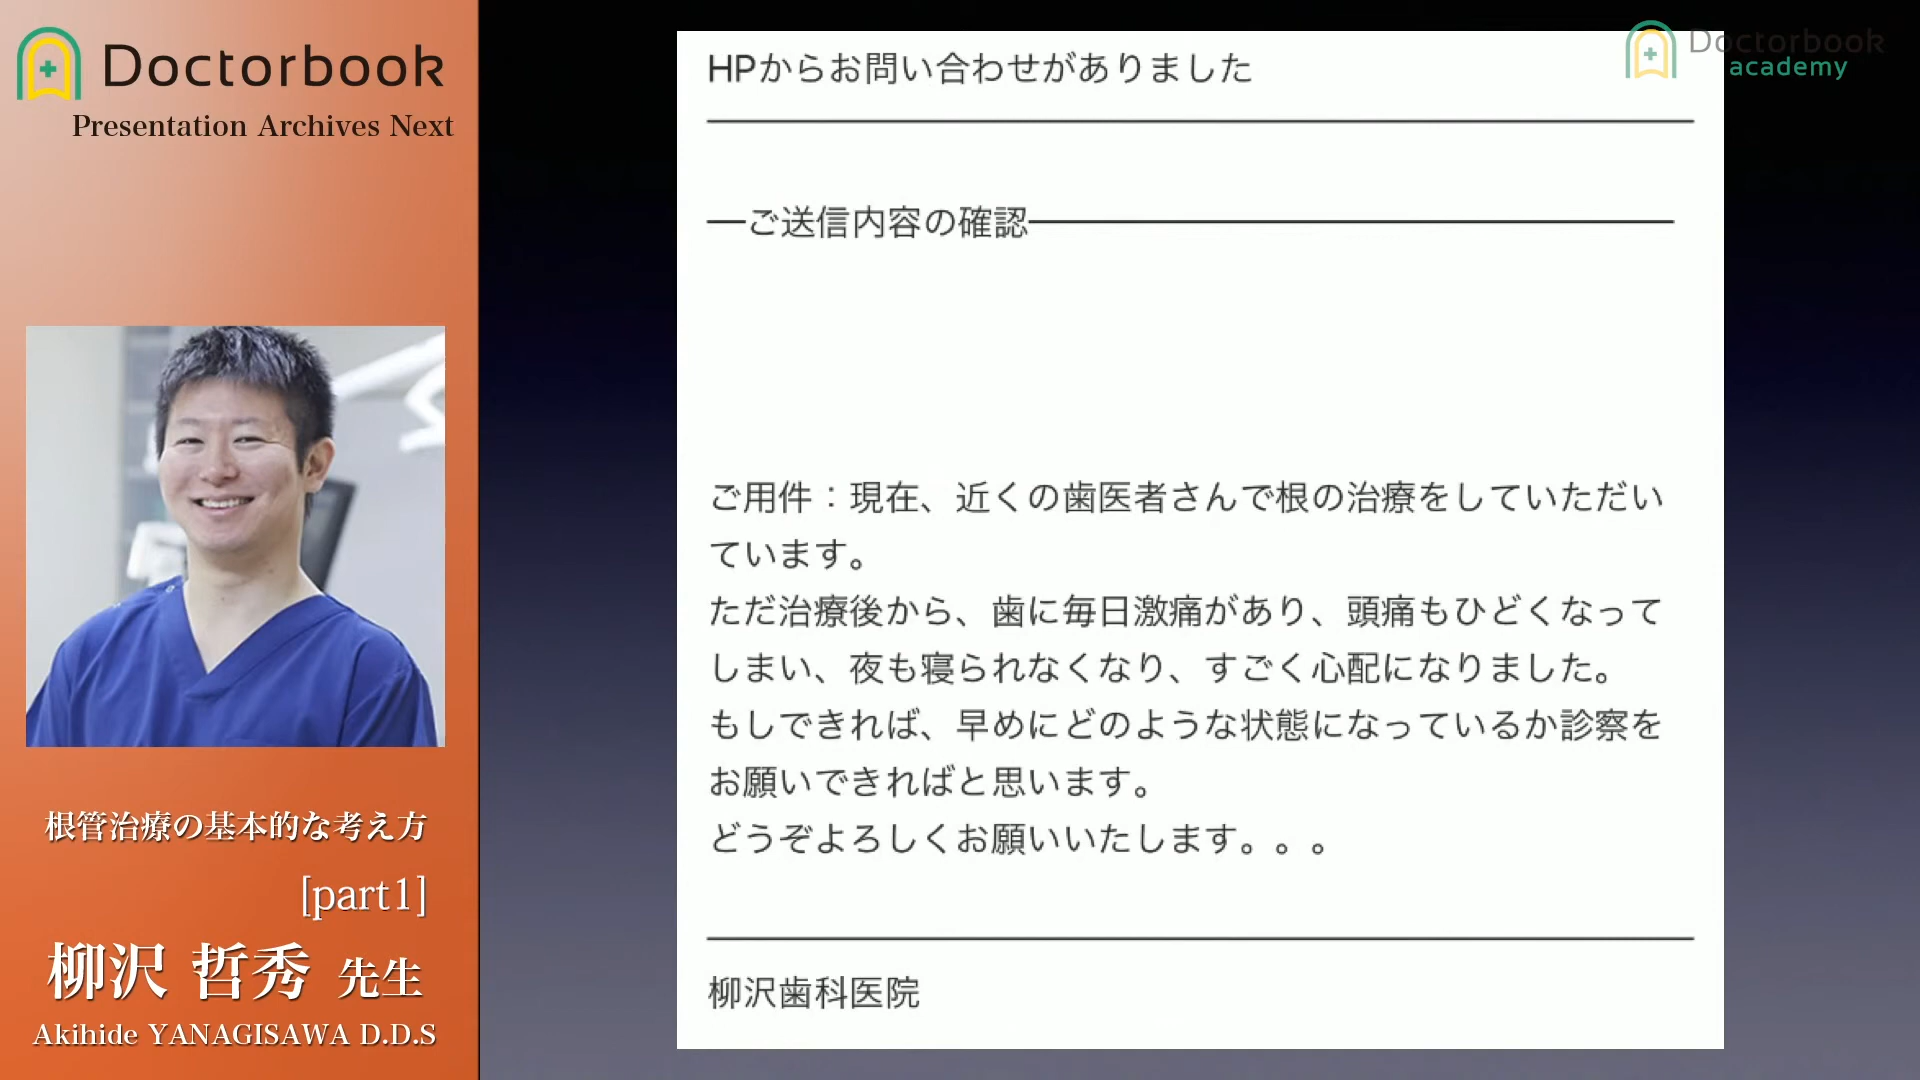 Doctorbook
Presentation Archives Next
根管治療の基本的な考え方
[part1]
柳沢 哲秀 先生
Akihide YANAGISAWA D.D.S
Doctorbook
academy
HPからお問い合わせがありました
ご送信内容の確認
ご用件：現在、近くの歯医者さんで根の治療をしていただい
ています。
ただ治療後から、歯に毎日激痛があり、頭痛もひどくなって
しまい、夜も寝られなくなり、すごく心配になりました。
もしできれば、早めにどのような状態になっているか診察を
お願いできればと思います。
どうぞよろしくお願いいたします。。。
柳沢歯科医院